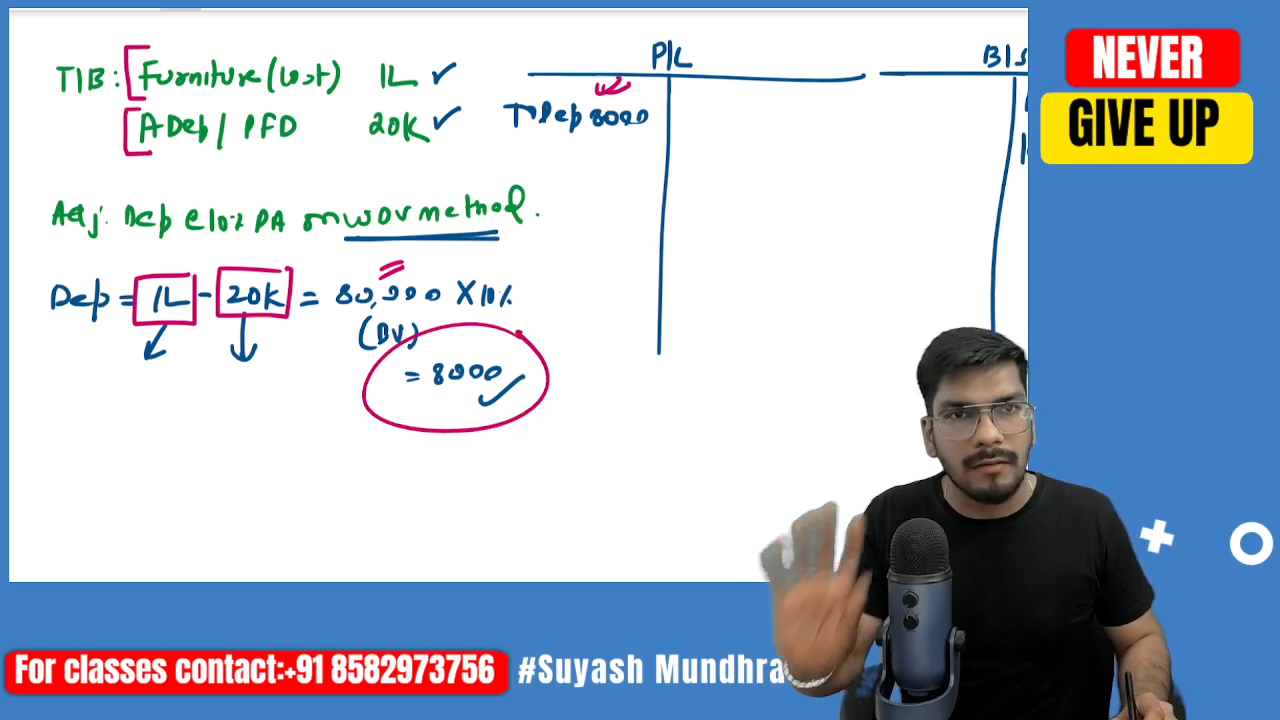 T/B: Furniture (Cost) 1L ✓
A Dep / PFD 20K ✓
Adj. Dep @ 10% PA on WDV method.
Dep = 1L - 20K = 80,000 X 10%
(BV)
= 8000 ✓
P/L
To Dep 8000
B/S
NEVER
GIVE UP
For classes contact:+91 8582973756
#Suyash Mundhra